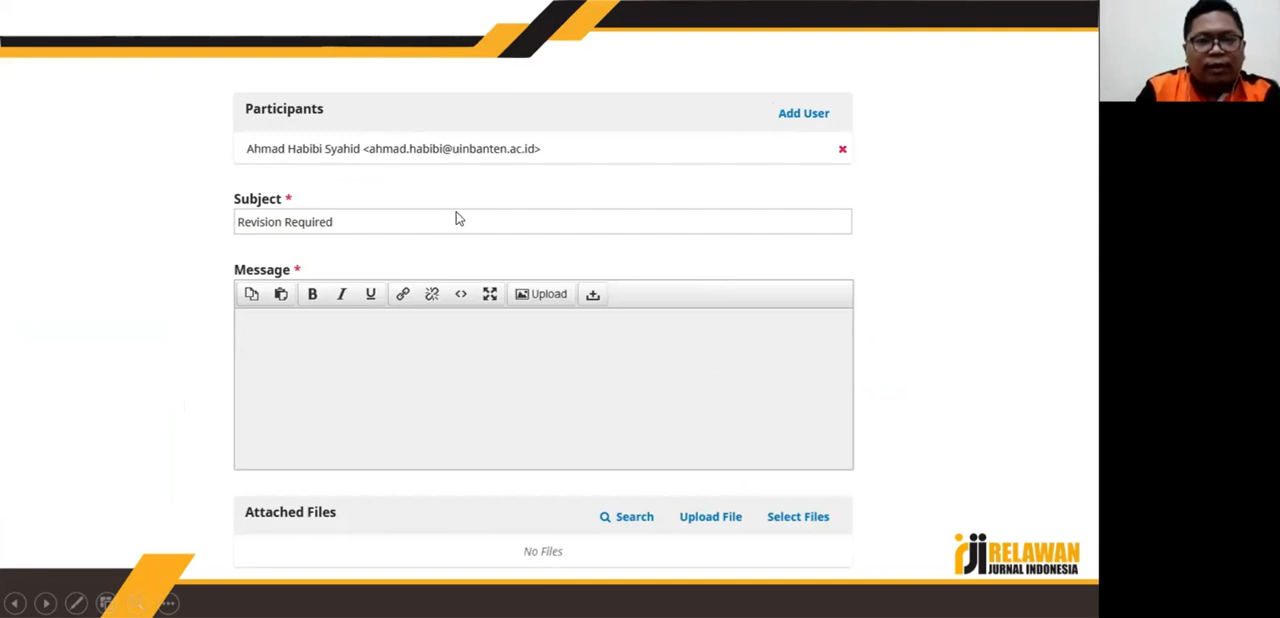 Participants
Add User
Ahmad Habibi Syahid <ahmad.habibi@uinbanten.ac.id>
Subject *
Revision Required
Message *
Upload
Attached Files
Search Upload File Select Files
No Files
rji RELAWAN
JURNAL INDONESIA